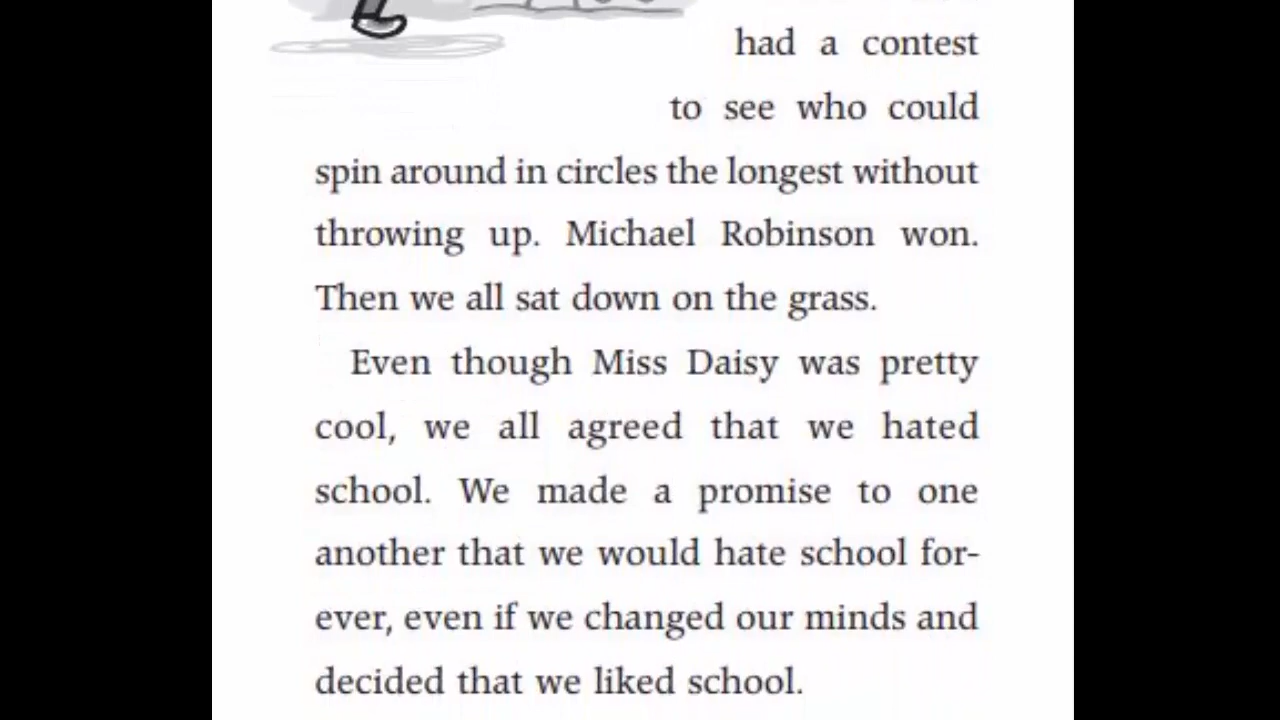 had a contest
to see who could
spin around in circles the longest without
throwing up. Michael Robinson won.
Then we all sat down on the grass.
Even though Miss Daisy was pretty
cool, we all agreed that we hated
school. We made a promise to one
another that we would hate school for-
ever, even if we changed our minds and
decided that we liked school.